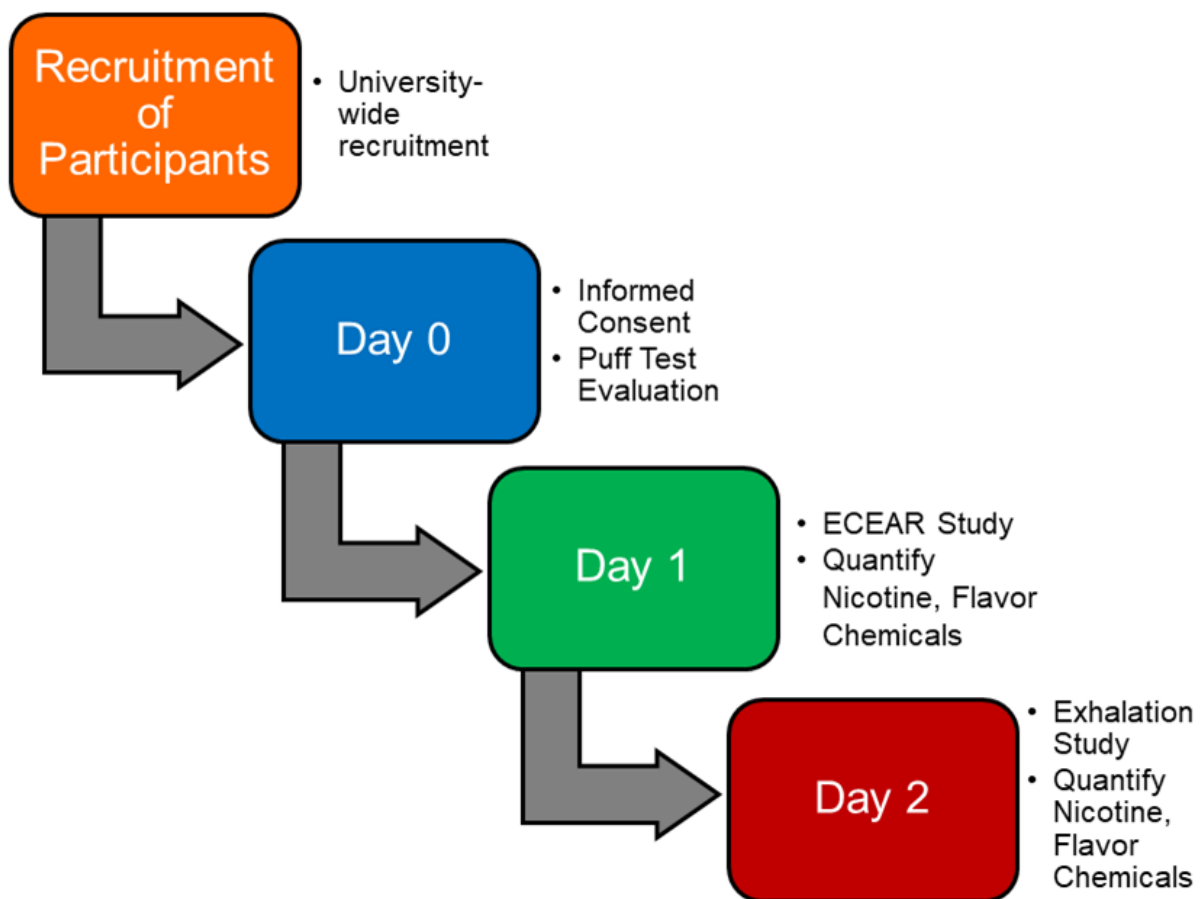 Recruitment
of
Participants
• University-
wide
recruitment
Day 0
• Informed
Consent
• Puff Test
Evaluation
Day 1
• ECEAR Study
• Quantify
Nicotine, Flavor
Chemicals
Day 2
• Exhalation
Study
• Quantify
Nicotine,
Flavor
Chemicals